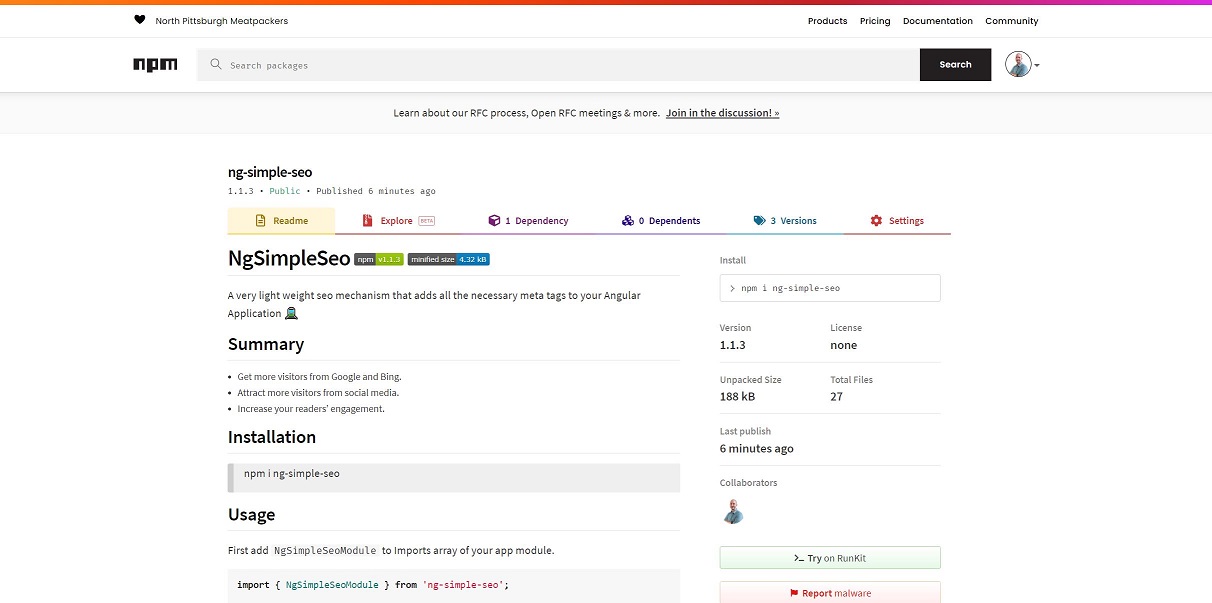 North Pittsburgh Meatpackers
Products Pricing Documentation Community
npm Search packages Search
Learn about our RFC process, Open RFC meetings & more. Join in the discussion! »
ng-simple-seo
1.1.3 • Public • Published 6 minutes ago
Readme Explore BETA 1 Dependency 0 Dependents 3 Versions Settings
NgSimpleSeo npm v1.1.3 minified size 4.32 kB
A very light weight seo mechanism that adds all the necessary meta tags to your Angular
Application
Summary
• Get more visitors from Google and Bing.
• Attract more visitors from social media.
• Increase your readers' engagement.
Installation
npm i ng-simple-seo
Usage
First add NgSimpleSeoModule to Imports array of your app module.
import { NgSimpleSeoModule } from 'ng-simple-seo';
Install
> npm i ng-simple-seo
Version License
1.1.3 none
Unpacked Size Total Files
188 kB 27
Last publish
6 minutes ago
Collaborators
Try on RunKit
Report malware